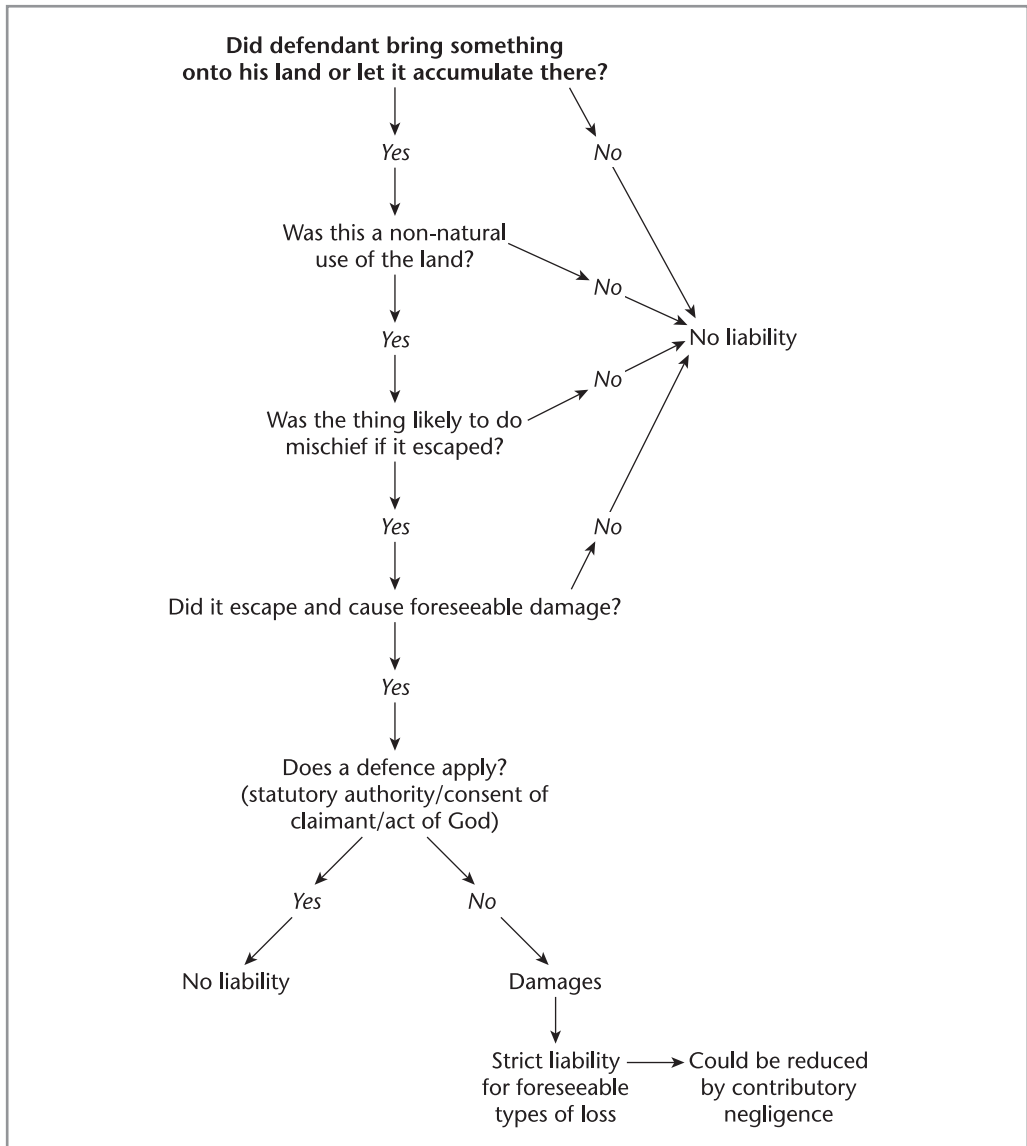 Did defendant bring something
onto his land or let it accumulate there?
Yes
No
Was this a non-natural
use of the land?
No
Yes
No liability
No
Was the thing likely to do
mischief if it escaped?
Yes
No
Did it escape and cause foreseeable damage?
Yes
Does a defence apply?
(statutory authority/consent of
claimant/act of God)
Yes
No
No liability
Damages
Strict liability
for foreseeable
types of loss
Could be reduced
by contributory
negligence